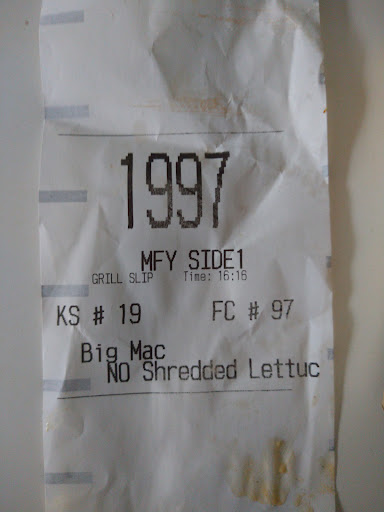 1997
MFY SIDE1
GRILL SLIP Time: 16:16
KS # 19 FC # 97
Big Mac
NO Shredded Lettuc